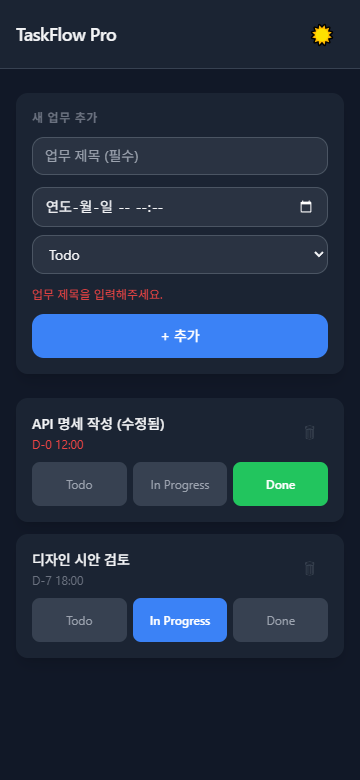 TaskFlow Pro
새 업무 추가
업무 제목 (필수)
연도-월-일 -- --:--
Todo
업무 제목을 입력해주세요.
+ 추가
API 명세 작성 (수정됨)
D-0 12:00
Todo In Progress Done
디자인 시안 검토
D-7 18:00
Todo In Progress Done